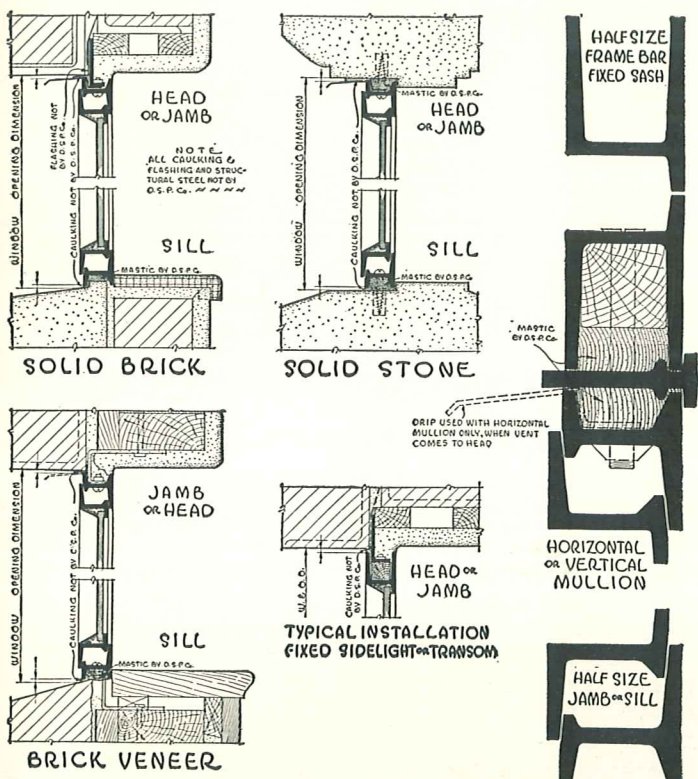 HEAD
OR JAMB
WINDOW OPENING DIMENSION
FLASHING NOT
BY D.S.P.Co.
CAULKING NOT BY D.S.P.Co.
NOTE
ALL CAULKING &
FLASHING AND STRUC-
TURAL STEEL NOT BY
D.S.P. Co.
SILL
MASTIC BY D.S.P.G.
SOLID BRICK
MASTIC BY D.S.P.G.
HEAD
OR JAMB
WINDOW OPENING DIMENSION
CAULKING NOT BY D.S.P.Co.
SILL
MASTIC BY D.S.P.G.
SOLID STONE
HALF SIZE
FRAME BAR
FIXED SASH
MASTIC
BY D.S.P. Co
DRIP USED WITH HORIZONTAL
MULLION ONLY, WHEN VENT
COMES TO HEAD
HORIZONTAL
OR VERTICAL
MULLION
JAMB
OR HEAD
WINDOW OPENING DIMENSION
CAULKING NOT BY
SILL
MASTIC BY D.S.P.G.
BRICK VENEER
W.O.D.
CAULKING NOT
BY D.S.P.Co.
HEAD OR
JAMB
TYPICAL INSTALLATION
(FIXED SIDELIGHT OR TRANSOM)
HALF SIZE
JAMB OR SILL